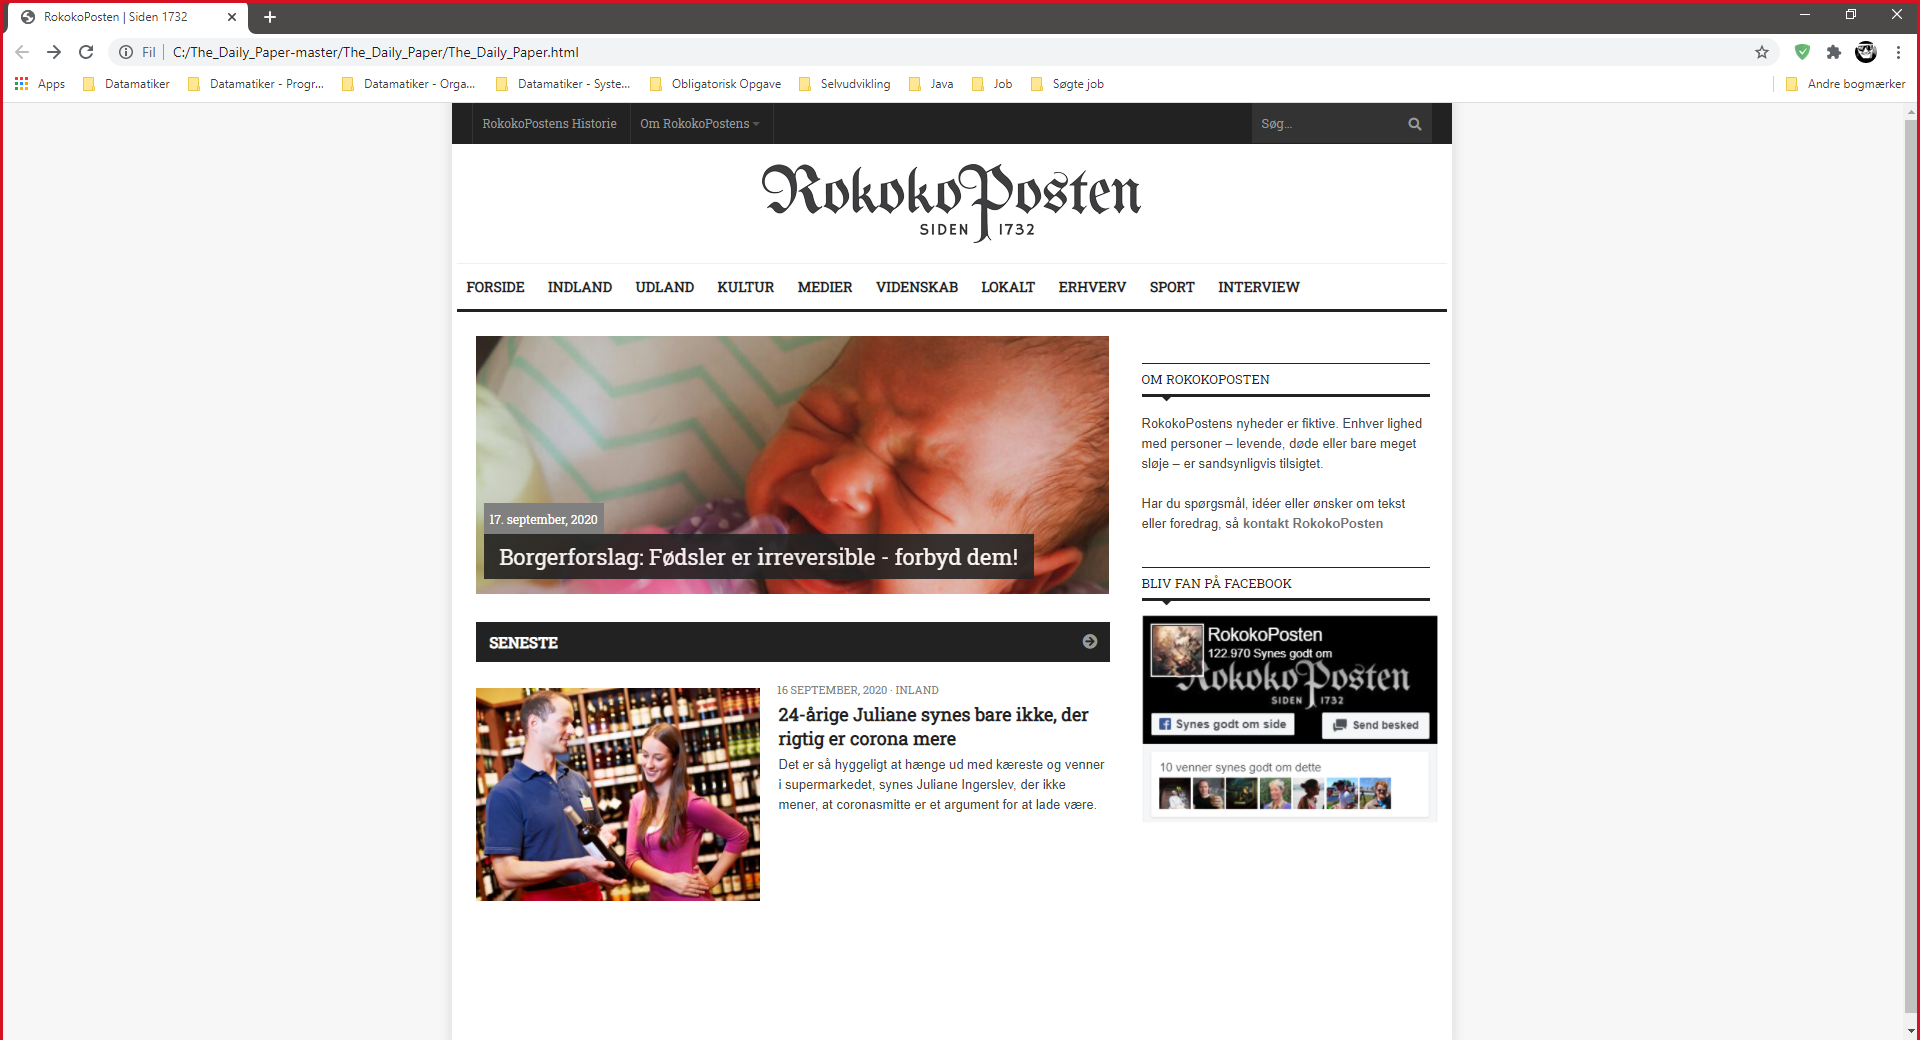 RokokoPosten | Siden 1732
Fil C:/The_Daily_Paper-master/The_Daily_Paper/The_Daily_Paper.html
Apps Datamatiker Datamatiker - Progr... Datamatiker - Orga... Datamatiker - Syste... Obligatorisk Opgave Selvudvikling Java Job Søgte job Andre bogmærker
RokokoPostens Historie Om RokokoPostens Søg...
RokokoPosten
SIDEN 1732
FORSIDE INDLAND UDLAND KULTUR MEDIER VIDENSKAB LOKALT ERHVERV SPORT INTERVIEW
17. september, 2020
Borgerforslag: Fødsler er irreversible - forbyd dem!
SENESTE
16 SEPTEMBER, 2020 · INLAND
24-årige Juliane synes bare ikke, der
rigtig er corona mere
Det er så hyggeligt at hænge ud med kæreste og venner
i supermarkedet, synes Juliane Ingerslev, der ikke
mener, at coronasmitte er et argument for at lade være.
OM ROKOKOPOSTEN
RokokoPostens nyheder er fiktive. Enhver lighed
med personer – levende, døde eller bare meget
sløje – er sandsynligvis tilsigtet.
Har du spørgsmål, idéer eller ønsker om tekst
eller foredrag, så kontakt RokokoPosten
BLIV FAN PÅ FACEBOOK
RokokoPosten
122.970 Synes godt om
RokokoPosten
SIDEN 1732
Synes godt om side Send besked
10 venner synes godt om dette